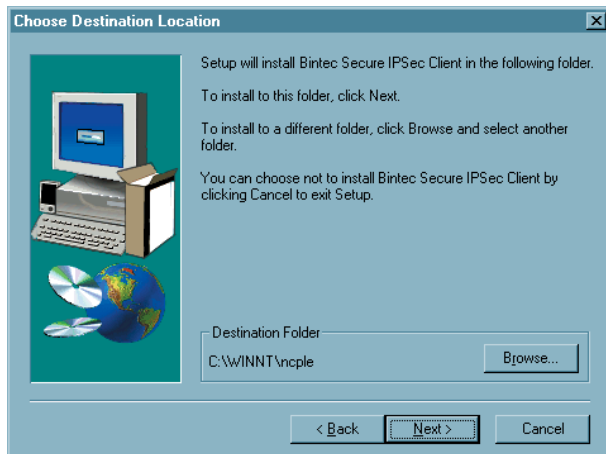 Choose Destination Location
Setup will install Bintec Secure IPSec Client in the following folder.
To install to this folder, click Next.
To install to a different folder, click Browse and select another
folder.
You can choose not to install Bintec Secure IPSec Client by
clicking Cancel to exit Setup.
Destination Folder
C:\WINNT\ncple
Browse...
< Back
Next >
Cancel